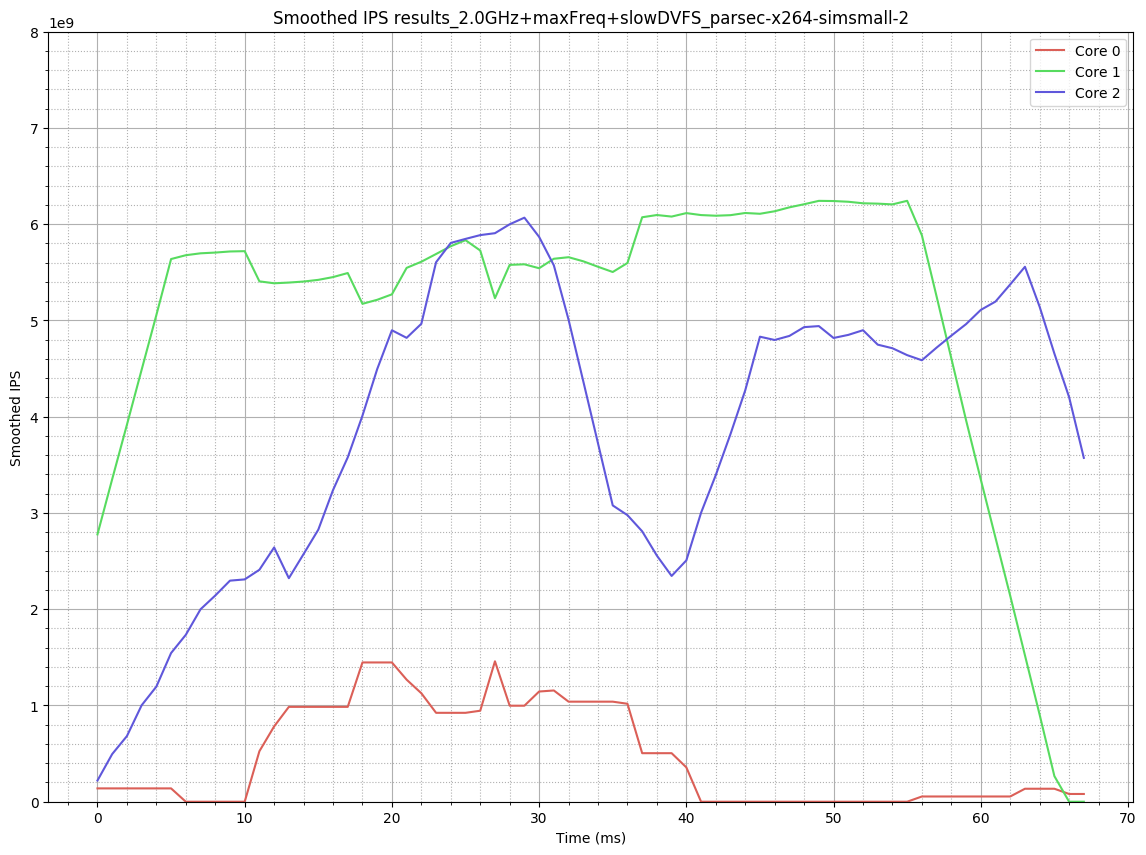 Smoothed IPS results_2.0GHz+maxFreq+slowDVFS_parsec-x264-simsmall-2
1e9
Core 0
Core 1
Core 2
8
7
6
5
4
3
2
1
0
Smoothed IPS
0 10 20 30 40 50 60 70
Time (ms)